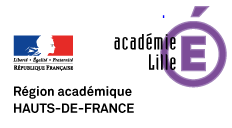 Liberté • Égalité • Fraternité
RÉPUBLIQUE FRANÇAISE
académie
Lille
É
Région académique
HAUTS-DE-FRANCE